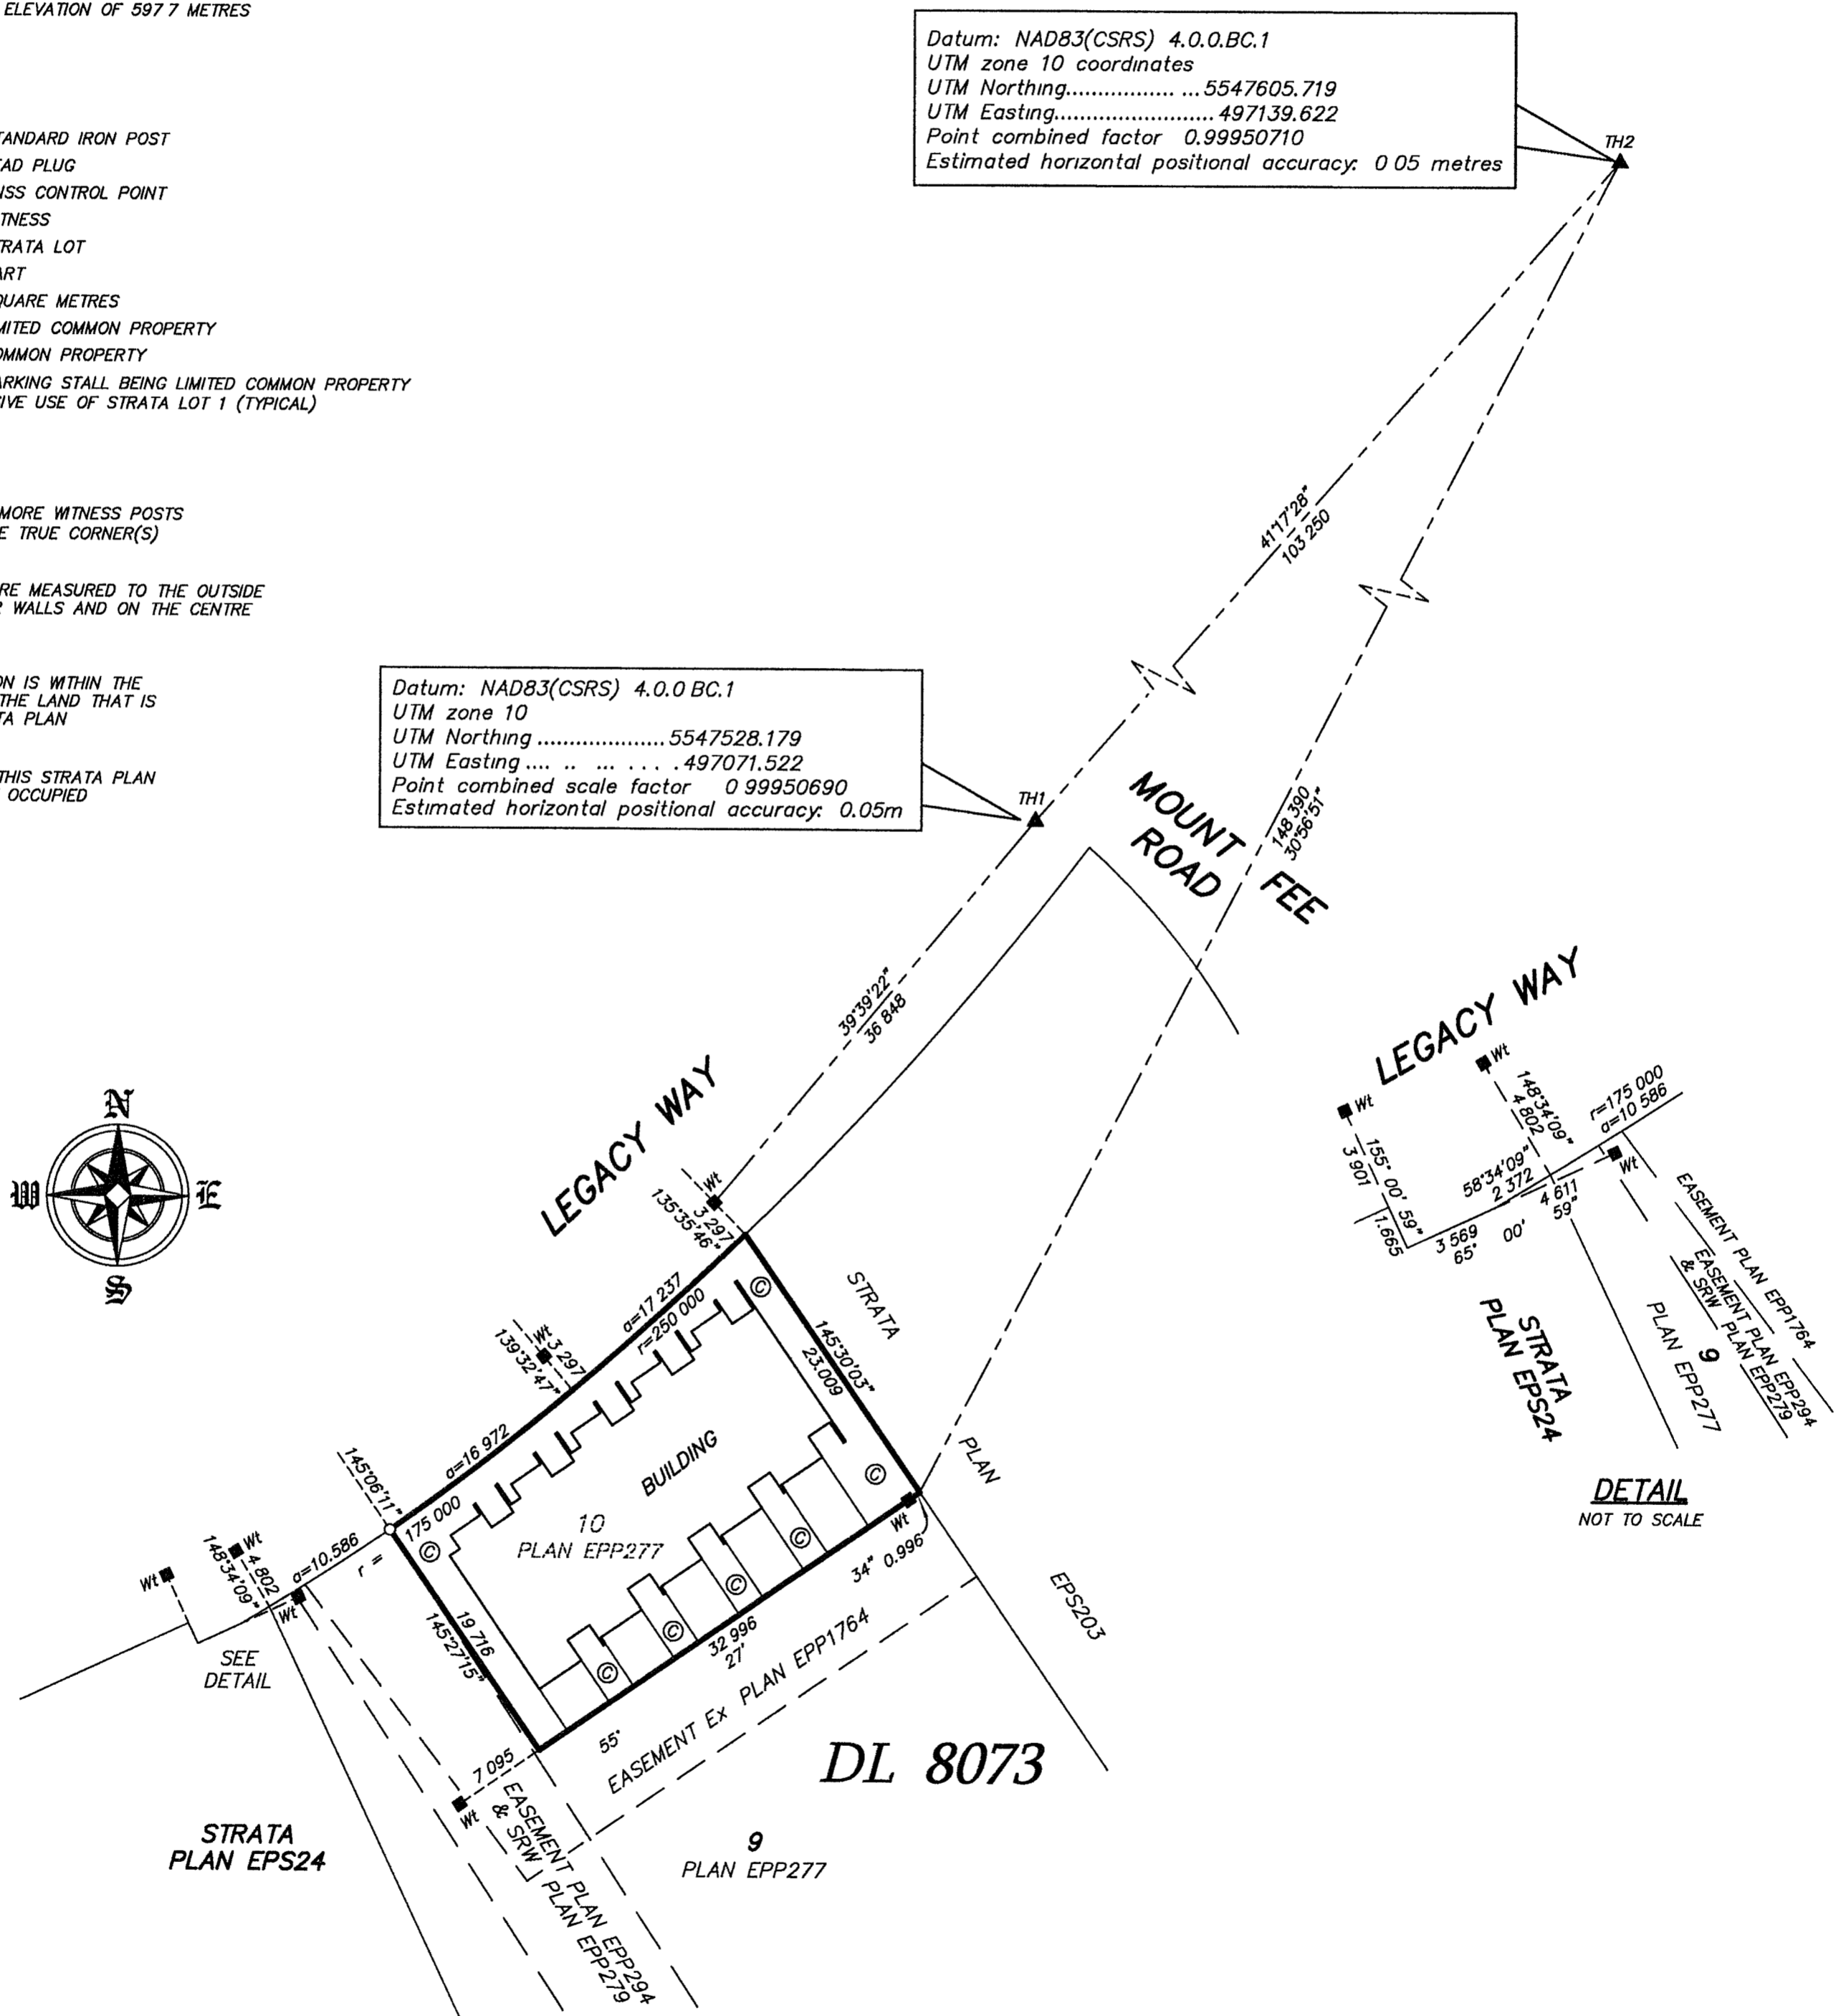 ELEVATION OF 597 7 METRES
TANDARD IRON POST
EAD PLUG
NSS CONTROL POINT
TNESS
TRATA LOT
ART
QUARE METRES
MITED COMMON PROPERTY
OMMON PROPERTY
ARKING STALL BEING LIMITED COMMON PROPERTY
IVE USE OF STRATA LOT 1 (TYPICAL)
MORE WITNESS POSTS
E TRUE CORNER(S)
RE MEASURED TO THE OUTSIDE
R WALLS AND ON THE CENTRE
ON IS WITHIN THE
THE LAND THAT IS
TA PLAN
THIS STRATA PLAN
OCCUPIED
Datum: NAD83(CSRS) 4.0.0.BC.1
UTM zone 10 coordinates
UTM Northing................. ...5547605.719
UTM Easting.........................497139.622
Point combined factor 0.99950710
Estimated horizontal positional accuracy: 0 05 metres
TH2
41°17'28"
103 250
Datum: NAD83(CSRS) 4.0.0 BC.1
UTM zone 10
UTM Northing ....................5547528.179
UTM Easting .... .. ... . . . .497071.522
Point combined scale factor 0 99950690
Estimated horizontal positional accuracy: 0.05m
TH1
MOUNT
ROAD
FEE
148 390
30°56'51"
39°39'22"
36 848
LEGACY WAY
N
W
E
S
Wt
3 297
135°35'46"
a=17 237
r=250 000
Wt
3 297
139°32'47"
a=16 972
145°06'11"
r = 175 000
a=10.586
Wt
4 802
148°34'09"
Wt
Wt
SEE
DETAIL
STRATA
PLAN
EPS203
145°30'03"
23.009
BUILDING
10
PLAN EPP277
©
©
©
©
©
©
©
19 716
145°27'15"
32 996
55° 27' 34"
0.996
Wt
7 095
Wt
EASEMENT Ex PLAN EPP1764
EASEMENT PLAN EPP294
& SRW PLAN EPP279
DL 8073
9
PLAN EPP277
STRATA
PLAN EPS24
LEGACY WAY
Wt
Wt
155° 00' 59"
3 901
148°34'09"
4 802
r=175 000
a=10 586
58°34'09"
2 372
Wt
4 611
1.665
3 569
65° 00' 59"
EASEMENT PLAN EPP1764
EASEMENT PLAN EPP294
& SRW PLAN EPP279
9
PLAN EPP277
STRATA
PLAN EPS24
DETAIL
NOT TO SCALE